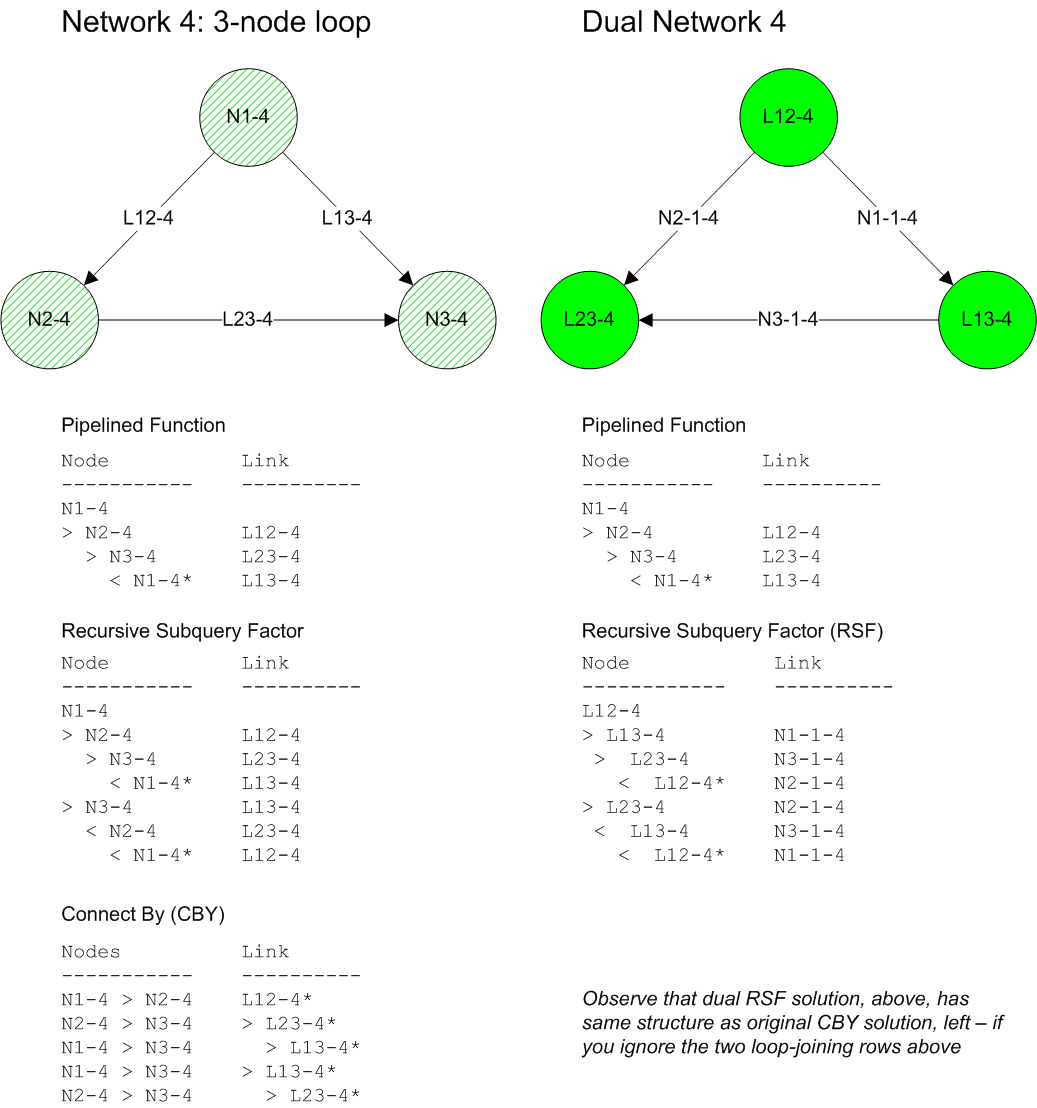 Network 4: 3-node loop
N1-4
L12-4
L13-4
N2-4
L23-4
N3-4
Pipelined Function
Node Link
----------- ----------
N1-4
> N2-4 L12-4
> N3-4 L23-4
< N1-4* L13-4
Recursive Subquery Factor
Node Link
----------- ----------
N1-4
> N2-4 L12-4
> N3-4 L23-4
< N1-4* L13-4
> N3-4 L13-4
< N2-4 L23-4
< N1-4* L12-4
Connect By (CBY)
Nodes Link
----------- ----------
N1-4 > N2-4 L12-4*
N2-4 > N3-4 > L23-4*
N1-4 > N3-4 > L13-4*
N1-4 > N3-4 > L13-4*
N2-4 > N3-4 > L23-4*
Dual Network 4
L12-4
N2-1-4
N1-1-4
L23-4
N3-1-4
L13-4
Pipelined Function
Node Link
----------- ----------
N1-4
> N2-4 L12-4
> N3-4 L23-4
< N1-4* L13-4
Recursive Subquery Factor (RSF)
Node Link
------------ ----------
L12-4
> L13-4 N1-1-4
> L23-4 N3-1-4
< L12-4* N2-1-4
> L23-4 N2-1-4
< L13-4 N3-1-4
< L12-4* N1-1-4
Observe that dual RSF solution, above, has
same structure as original CBY solution, left – if
you ignore the two loop-joining rows above